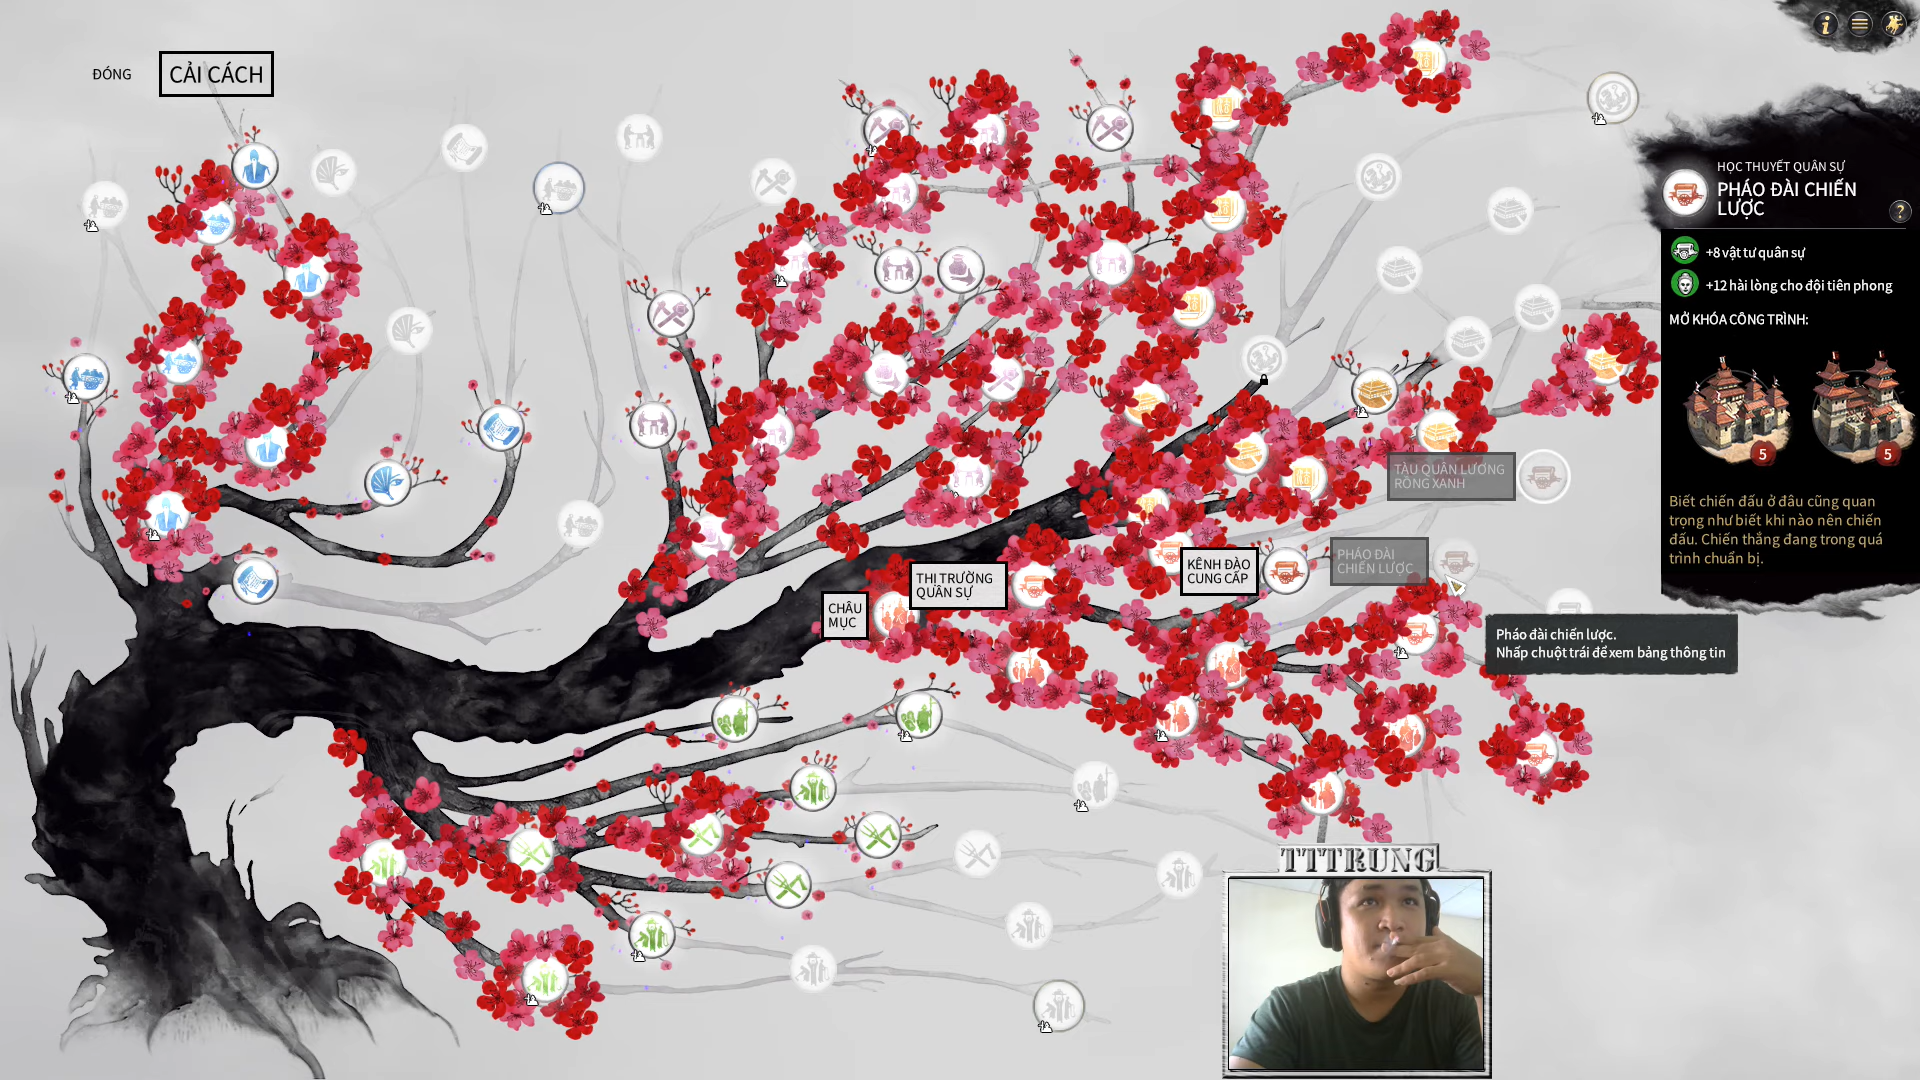 ĐÓNG
CẢI CÁCH
HỌC THUYẾT QUÂN SỰ
PHÁO ĐÀI CHIẾN
LƯỢC
?
+8 vật tư quân sự
+12 hài lòng cho đội tiên phong
MỞ KHÓA CÔNG TRÌNH:
5
5
Biết chiến đấu ở đâu cũng quan
trọng như biết khi nào nên chiến
đấu. Chiến thắng đang trong quá
trình chuẩn bị.
TÀU QUÂN LƯƠNG
RỒNG XANH
PHÁO ĐÀI
CHIẾN LƯỢC
KÊNH ĐÀO
CUNG CẤP
THỊ TRƯỜNG
QUÂN SỰ
CHÂU
MỤC
Pháo đài chiến lược.
Nhấp chuột trái để xem bảng thông tin
TTTRUNG